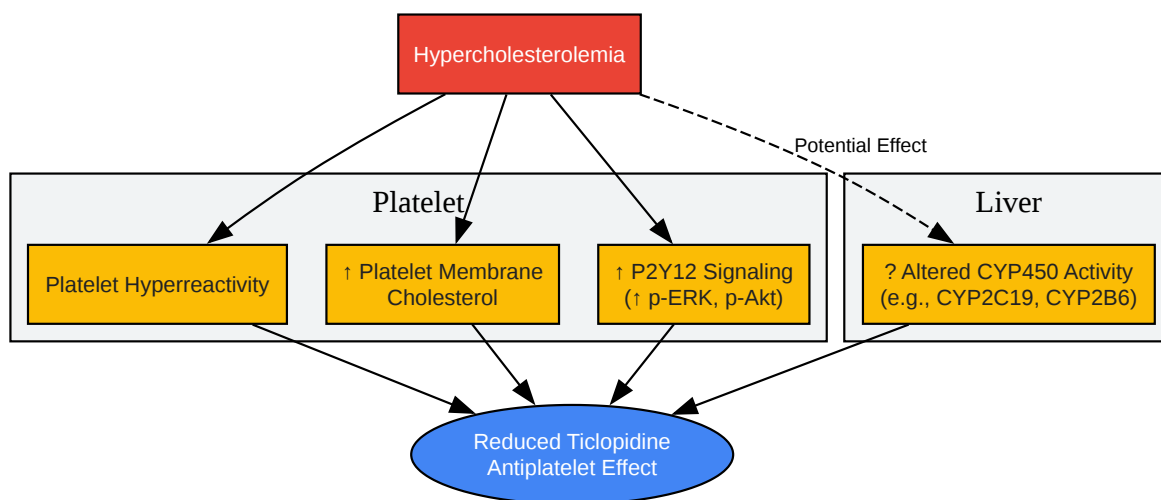 Hypercholesterolemia
Potential Effect
Platelet
Liver
Platelet Hyperreactivity
↑ Platelet Membrane
Cholesterol
↑ P2Y12 Signaling
(↑ p-ERK, p-Akt)
? Altered CYP450 Activity
(e.g., CYP2C19, CYP2B6)
Reduced Ticlopidine
Antiplatelet Effect